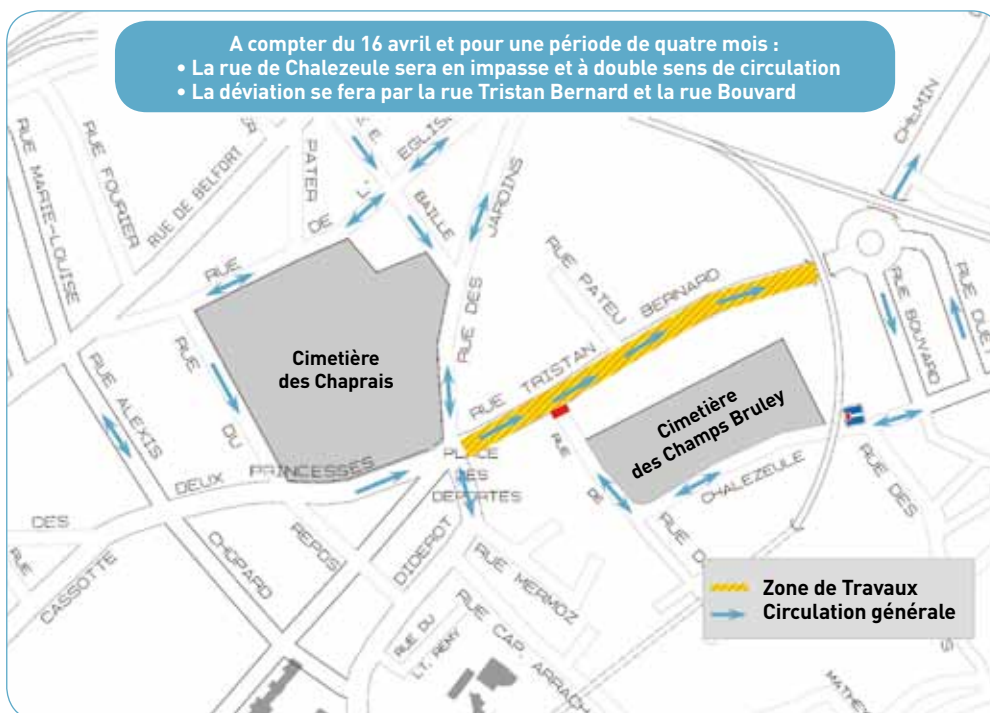 A compter du 16 avril et pour une période de quatre mois :
• La rue de Chalezeule sera en impasse et à double sens de circulation
• La déviation se fera par la rue Tristan Bernard et la rue Bouvard
RUE MARIE-LOUISE
RUE FOURIER
RUE DE BELFORT
PATER
RUE DE L' EGLISE
BAILLE
RUE DES JARDINS
CHEMIN
RUE PATEU
RUE TRISTAN BERNARD
RUE BOUVARD
Cimetière
des Chaprais
Cimetière
des Champs Bruley
RUE ALEXIS CHOPARD
RUE DU REPOS
DES DEUX PRINCESSES
PLACE
DES
DEPORTES
RUE DE CHALEZEULE
RUE DES
RUE
CASSOTTE
DIDEROT
RUE MERMOZ
RUE D
RUE DU
LT. REMY
RUE CAP. ARRACH
MATHE
Zone de Travaux
Circulation générale